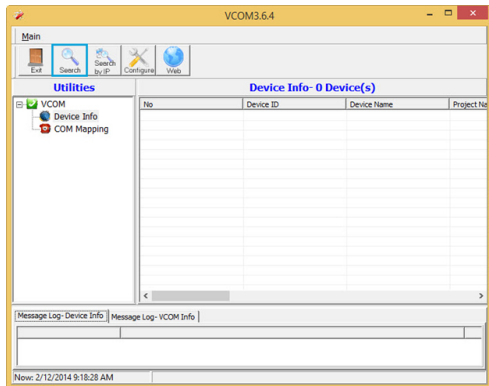 VCOM3.6.4
Main
Exit Search Search by IP Configure Web
Utilities
Device Info- 0 Device(s)
VCOM
Device Info
COM Mapping
No Device ID Device Name Project Na
Message Log- Device Info Message Log- VCOM Info
Now: 2/12/2014 9:18:28 AM